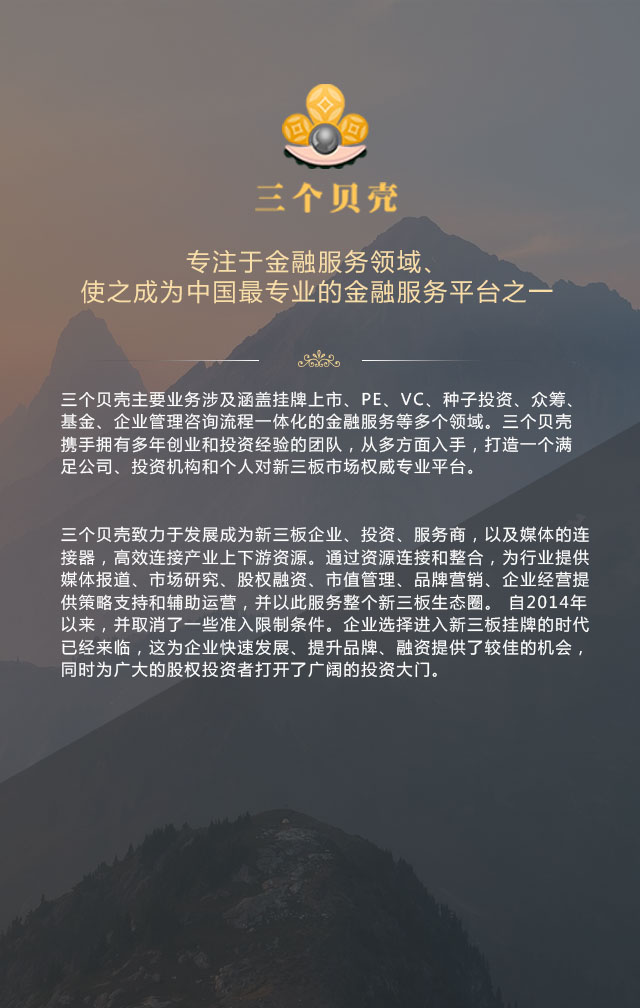 三个贝壳
专注于金融服务领域、
使之成为中国最专业的金融服务平台之一
三个贝壳主要业务涉及涵盖挂牌上市、PE、VC、种子投资、众筹、
基金、企业管理咨询流程一体化的金融服务等多个领域。三个贝壳
携手拥有多年创业和投资经验的团队，从多方面入手，打造一个满
足公司、投资机构和个人对新三板市场权威专业平台。
三个贝壳致力于发展成为新三板企业、投资、服务商，以及媒体的连
接器，高效连接产业上下游资源。通过资源连接和整合，为行业提供
媒体报道、市场研究、股权融资、市值管理、品牌营销、企业经营提
供策略支持和辅助运营，并以此服务整个新三板生态圈。 自2014年
以来，并取消了一些准入限制条件。企业选择进入新三板挂牌的时代
已经来临，这为企业快速发展、提升品牌、融资提供了较佳的机会，
同时为广大的股权投资者打开了广阔的投资大门。